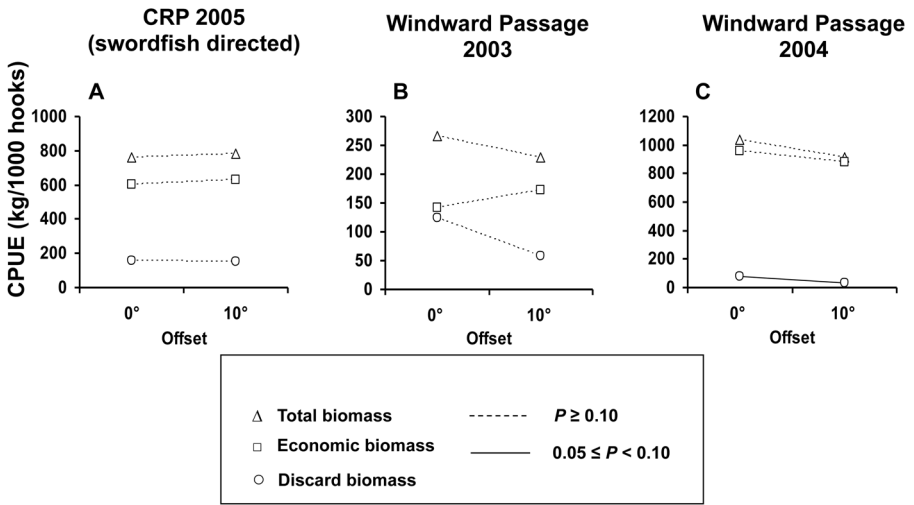 CRP 2005
(swordfish directed)
Windward Passage
2003
Windward Passage
2004
CPUE (kg/1000 hooks)
A
1000
800
600
400
200
0
0°
10°
Offset
B
300
250
200
150
100
50
0
0°
10°
Offset
C
1200
1000
800
600
400
200
0
0°
10°
Offset
Total biomass
P ≥ 0.10
Economic biomass
0.05 ≤ P < 0.10
Discard biomass